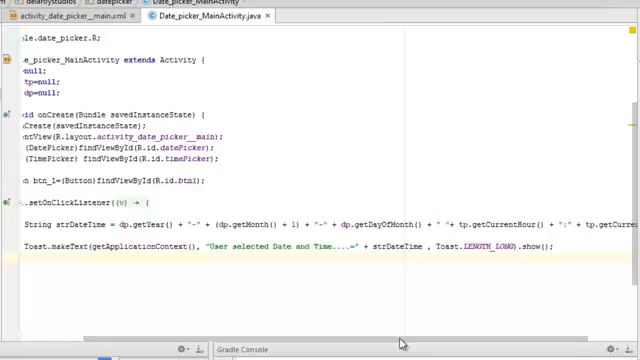 delaroystudios datepicker Date_picker_MainActivity
activity_date_picker__main.xml × Date_picker_MainActivity.java ×
ple.date_picker.R;
te_picker_MainActivity extends Activity {
=null;
tp=null;
dp=null;
id onCreate(Bundle savedInstanceState) {
nCreate(savedInstanceState);
entView(R.layout.activity_date_picker__main);
(DatePicker)findViewById(R.id.datePicker);
(TimePicker) findViewById(R.id.timePicker);
on btn_1=(Button)findViewById(R.id.btn1);
.setOnClickListener((v) → {
String strDateTime = dp.getYear() + "-" + (dp.getMonth() + 1) + "-" + dp.getDayOfMonth() + " "+ tp.getCurrentHour() + ":" + tp.getCurre
Toast.makeText(getApplicationContext(), "User selected Date and Time....=" + strDateTime , Toast.LENGTH_LONG).show();
Gradle Console